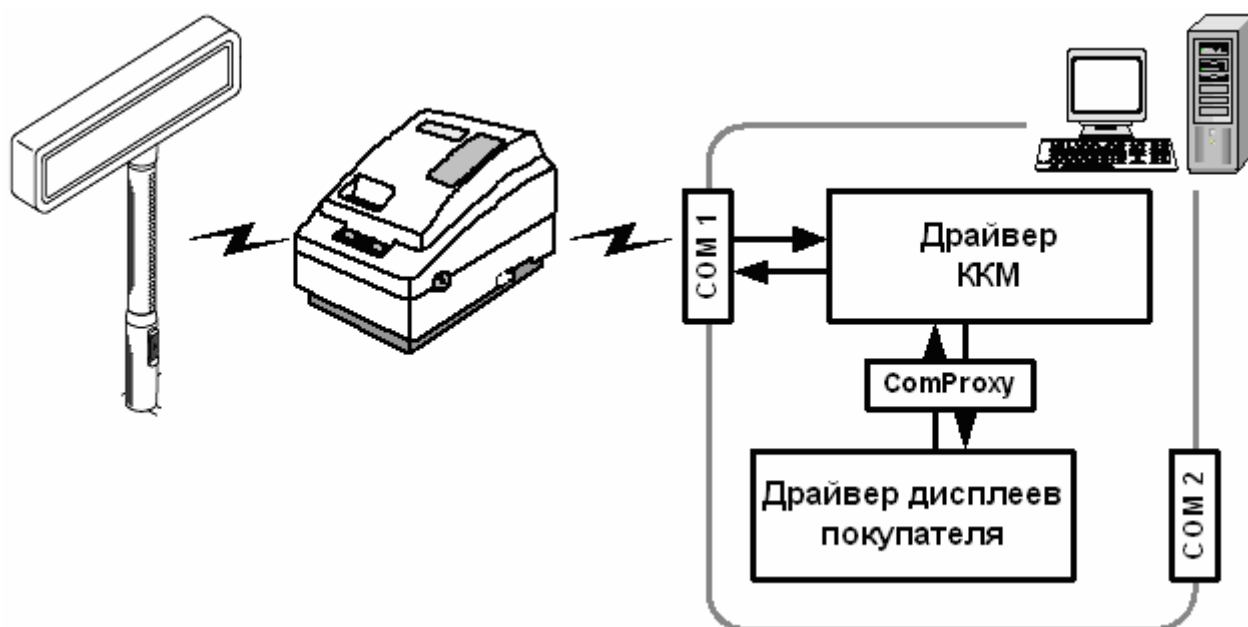 COM 1
Драйвер
ККМ
ComProxy
Драйвер дисплеев
покупателя
COM 2